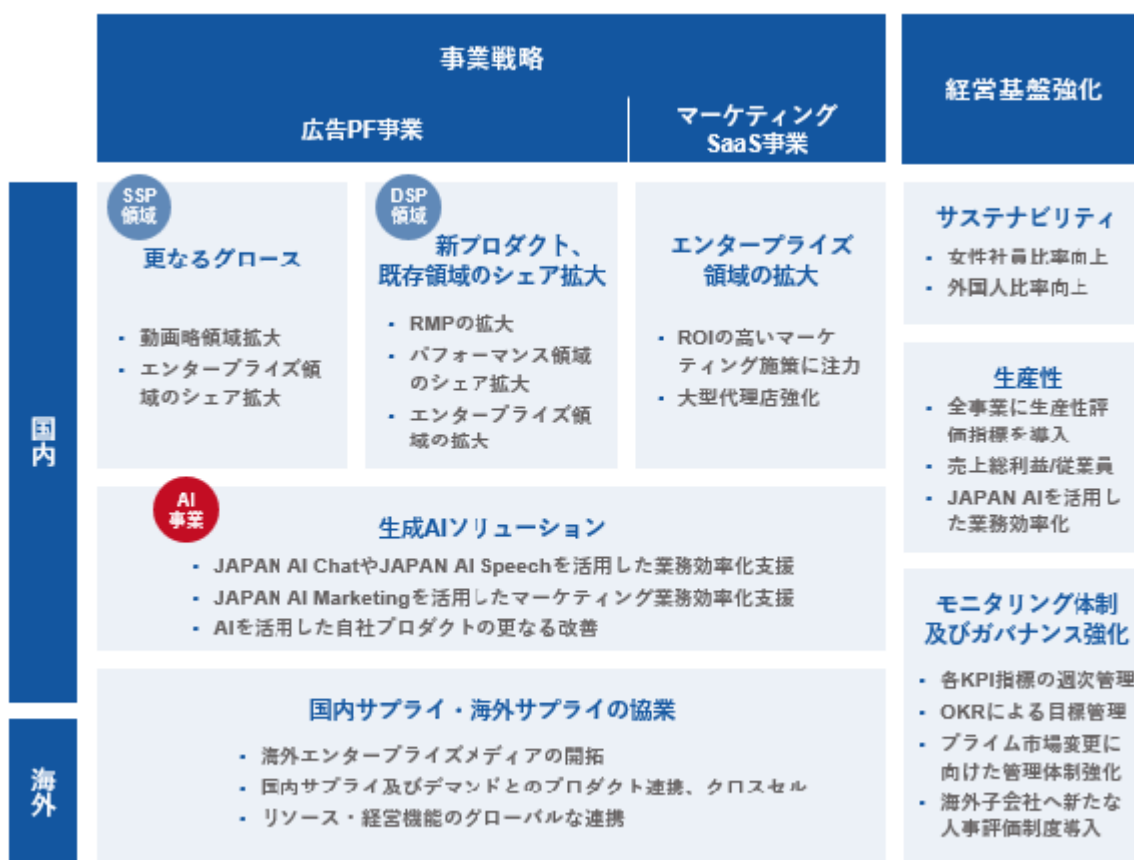 事業戦略
広告PF事業
マーケティング
SaaS事業
経営基盤強化
国内
SSP
領域
更なるグロース
・ 動画略領域拡大
・ エンタープライズ領
域のシェア拡大
DSP
領域
新プロダクト、
既存領域のシェア拡大
・ RMPの拡大
・ パフォーマンス領域
のシェア拡大
・ エンタープライズ領
域の拡大
エンタープライズ
領域の拡大
・ ROIの高いマーケ
ティング施策に注力
・ 大型代理店強化
AI
事業
生成AIソリューション
・ JAPAN AI ChatやJAPAN AI Speechを活用した業務効率化支援
・ JAPAN AI Marketingを活用したマーケティング業務効率化支援
・ AIを活用した自社プロダクトの更なる改善
海外
国内サプライ・海外サプライの協業
・ 海外エンタープライズメディアの開拓
・ 国内サプライ及びデマンドとのプロダクト連携、クロスセル
・ リソース・経営機能のグローバルな連携
サステナビリティ
・ 女性社員比率向上
・ 外国人比率向上
生産性
・ 全事業に生産性評
価指標を導入
・ 売上総利益/従業員
・ JAPAN AIを活用し
た業務効率化
モニタリング体制
及びガバナンス強化
・ 各KPI指標の週次管理
・ OKRによる目標管理
・ プライム市場変更に
向けた管理体制強化
・ 海外子会社へ新たな
人事評価制度導入